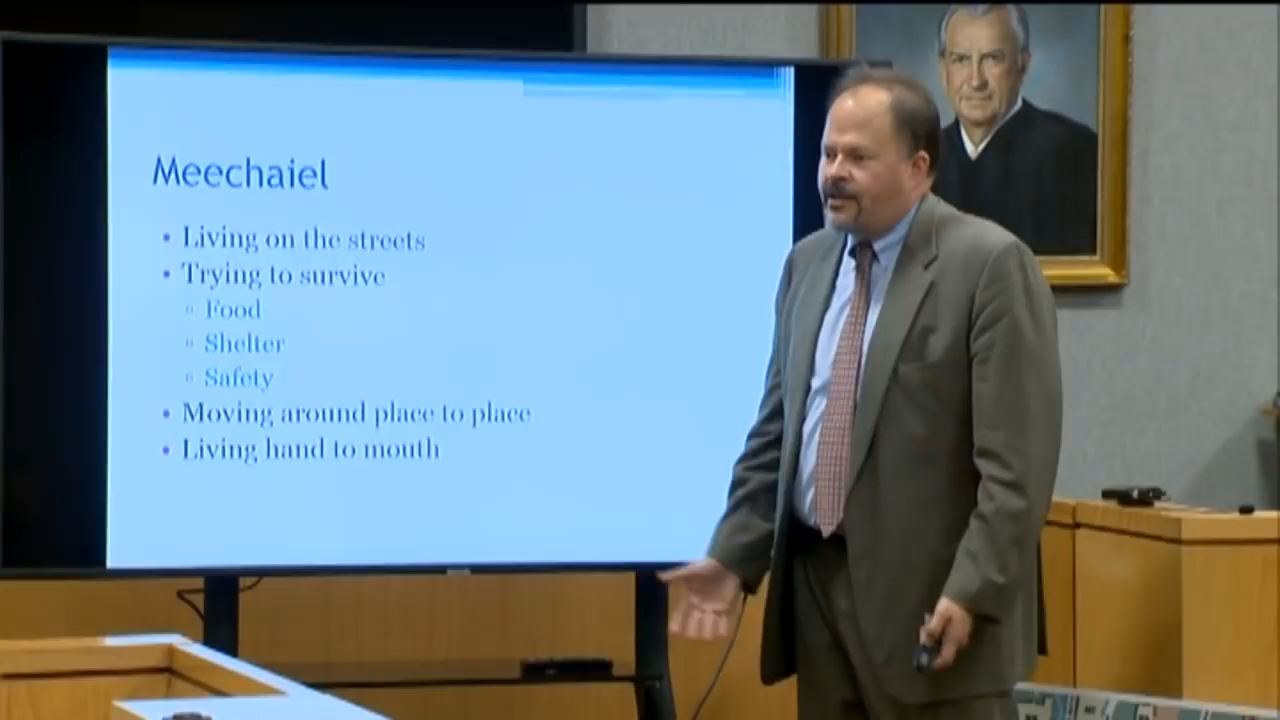 Meechaiel
• Living on the streets
• Trying to survive
▫ Food
▫ Shelter
▫ Safety
• Moving around place to place
• Living hand to mouth